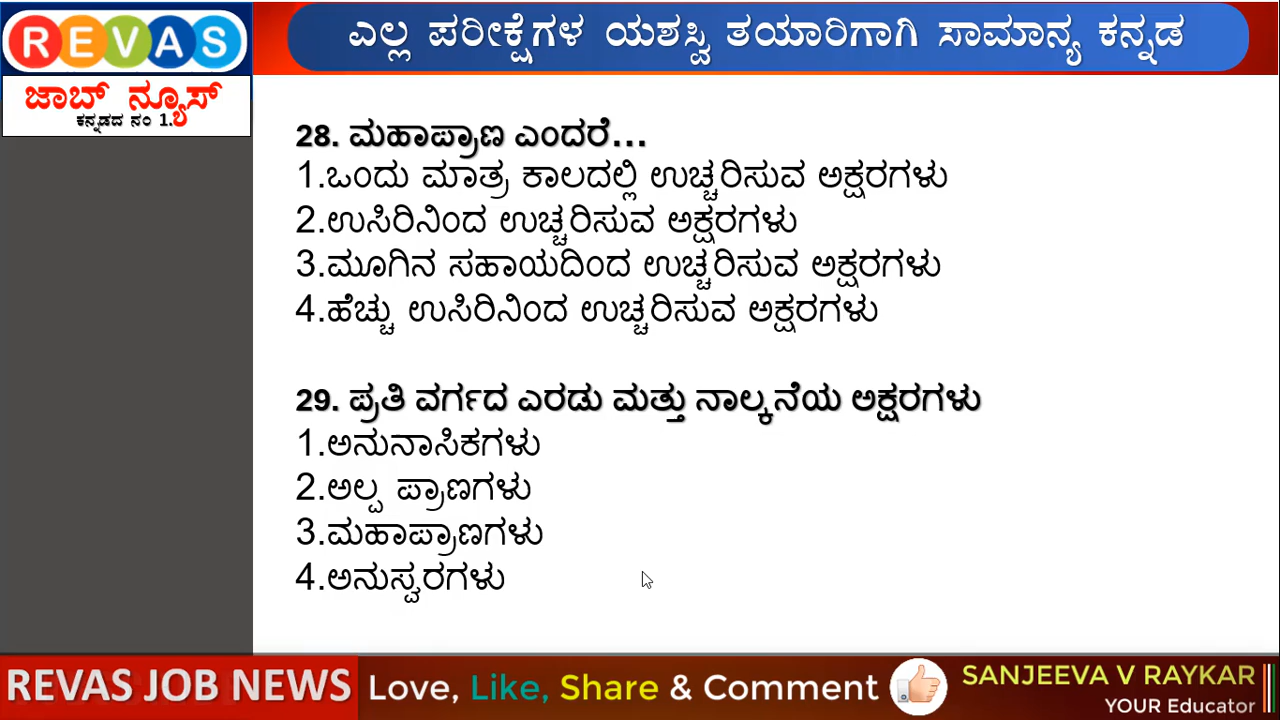 REVAS
ಜಾಬ್ ನ್ಯೂಸ್
ಕನ್ನಡದ ನಂ 1.
ಎಲ್ಲ ಪರೀಕ್ಷೆಗಳ ಯಶಸ್ವಿ ತಯಾರಿಗಾಗಿ ಸಾಮಾನ್ಯ ಕನ್ನಡ
28. ಮಹಾಪ್ರಾಣ ಎಂದರೆ...
1.ಒಂದು ಮಾತ್ರ ಕಾಲದಲ್ಲಿ ಉಚ್ಚರಿಸುವ ಅಕ್ಷರಗಳು
2.ಉಸಿರಿನಿಂದ ಉಚ್ಚರಿಸುವ ಅಕ್ಷರಗಳು
3.ಮೂಗಿನ ಸಹಾಯದಿಂದ ಉಚ್ಚರಿಸುವ ಅಕ್ಷರಗಳು
4.ಹೆಚ್ಚು ಉಸಿರಿನಿಂದ ಉಚ್ಚರಿಸುವ ಅಕ್ಷರಗಳು
29. ಪ್ರತಿ ವರ್ಗದ ಎರಡು ಮತ್ತು ನಾಲ್ಕನೆಯ ಅಕ್ಷರಗಳು
1.ಅನುನಾಸಿಕಗಳು
2.ಅಲ್ಪ ಪ್ರಾಣಗಳು
3.ಮಹಾಪ್ರಾಣಗಳು
4.ಅನುಸ್ವರಗಳು
REVAS JOB NEWS
Love, Like, Share & Comment
SANJEEVA V RAYKAR
YOUR Educator